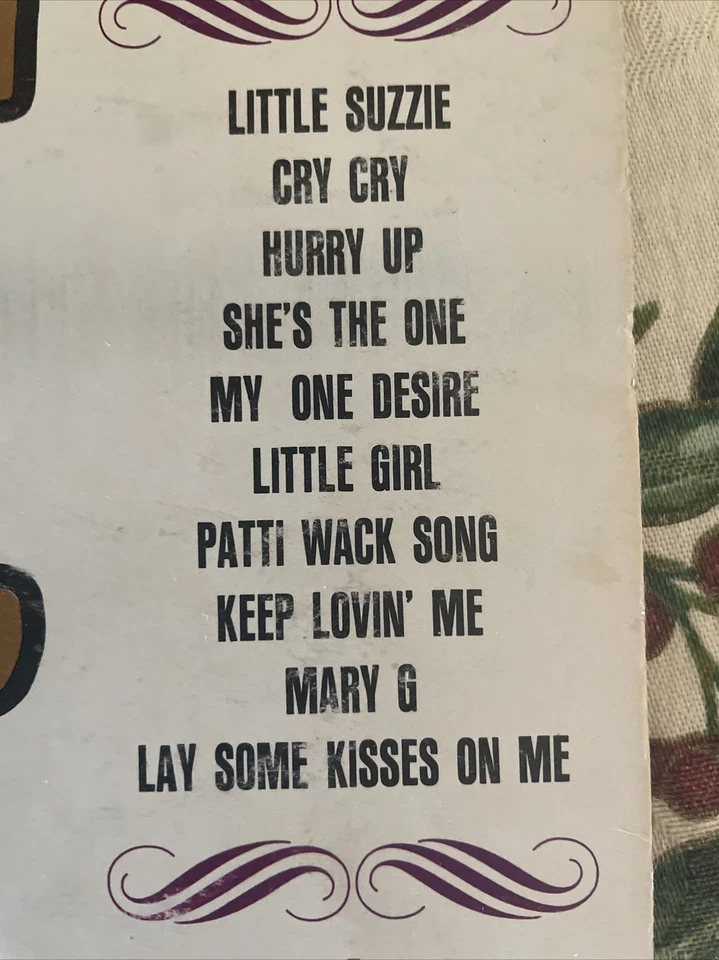 LITTLE SUZZIE
CRY CRY
HURRY UP
SHE'S THE ONE
MY ONE DESIRE
LITTLE GIRL
PATTI WACK SONG
KEEP LOVIN' ME
MARY G
LAY SOME KISSES ON ME